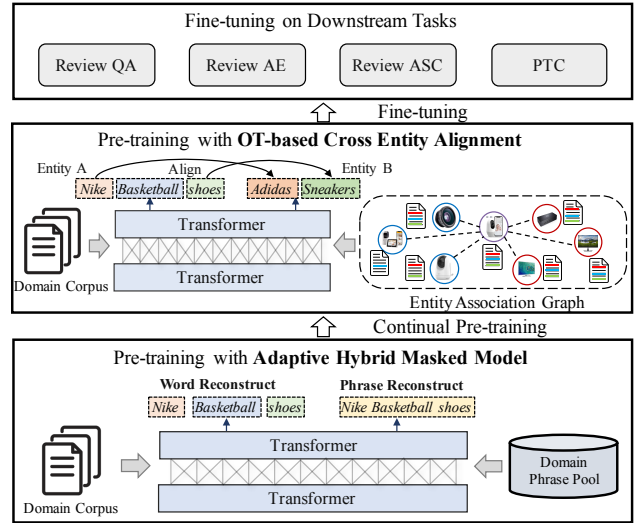 Fine-tuning on Downstream Tasks
Review QA
Review AE
Review ASC
PTC
Fine-tuning
Pre-training with OT-based Cross Entity Alignment
Entity A
Align
Entity B
Nike
Basketball
shoes
Adidas
Sneakers
Transformer
Transformer
Domain Corpus
Entity Association Graph
Continual Pre-training
Pre-training with Adaptive Hybrid Masked Model
Word Reconstruct
Phrase Reconstruct
Nike
Basketball
shoes
Nike Basketball shoes
Transformer
Transformer
Domain Corpus
Domain
Phrase Pool